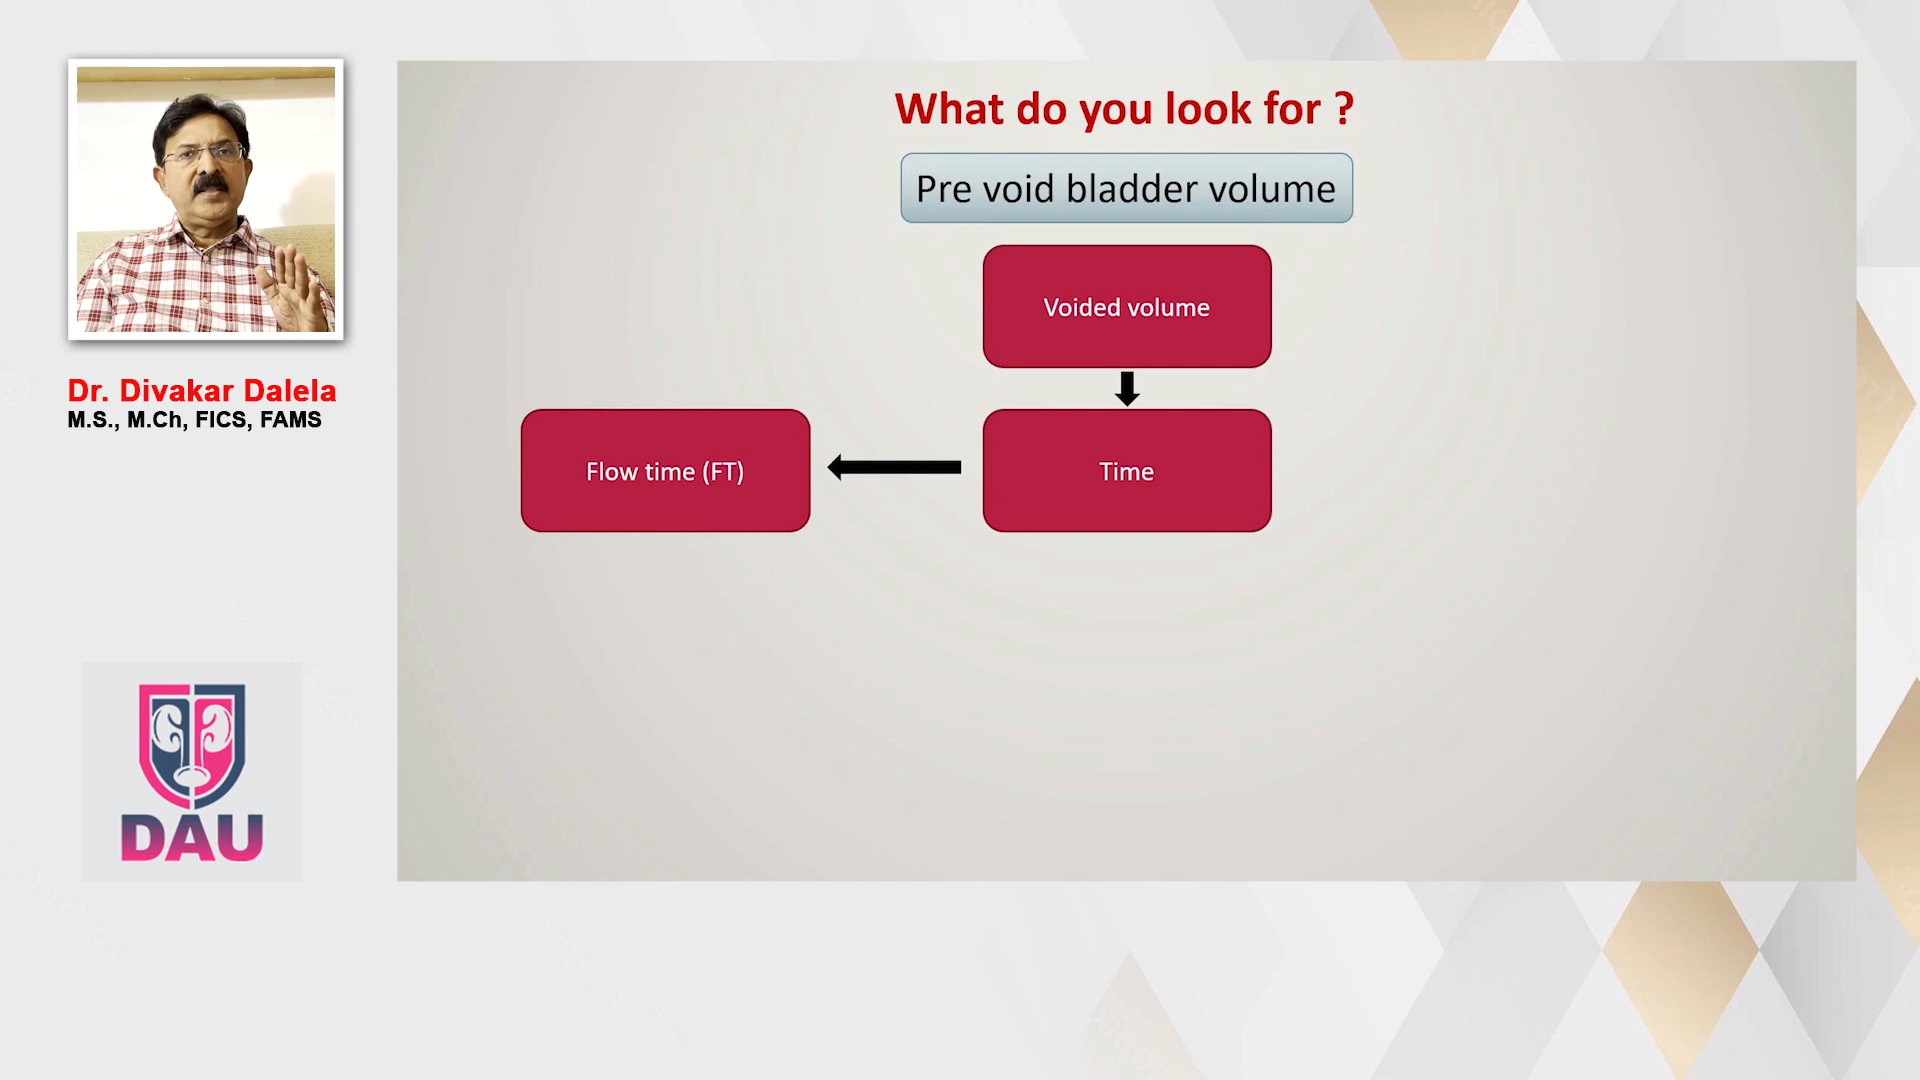 What do you look for ?
Pre void bladder volume
Voided volume
Flow time (FT)
Time
Dr. Divakar Dalela
M.S., M.Ch, FICS, FAMS
DAU